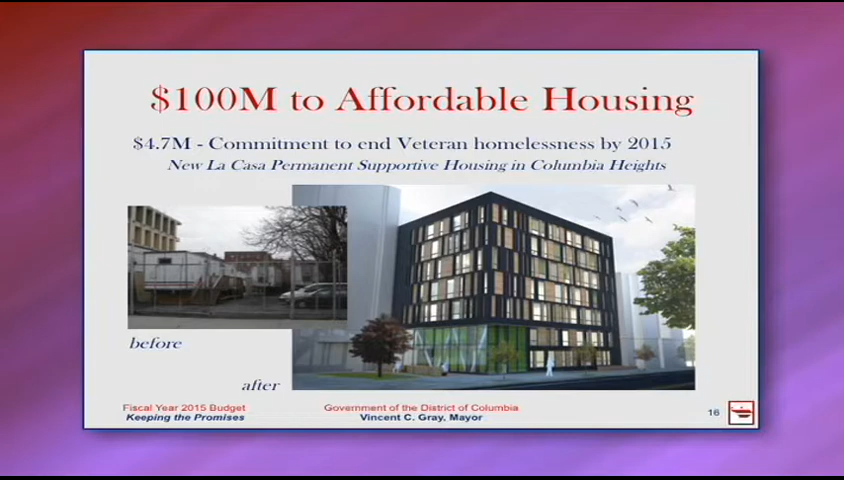 $100M to Affordable Housing
$4.7M - Commitment to end Veteran homelessness by 2015
New La Casa Permanent Supportive Housing in Columbia Heights
before
after
Fiscal Year 2015 Budget
Keeping the Promises
Government of the District of Columbia
Vincent C. Gray, Mayor
16